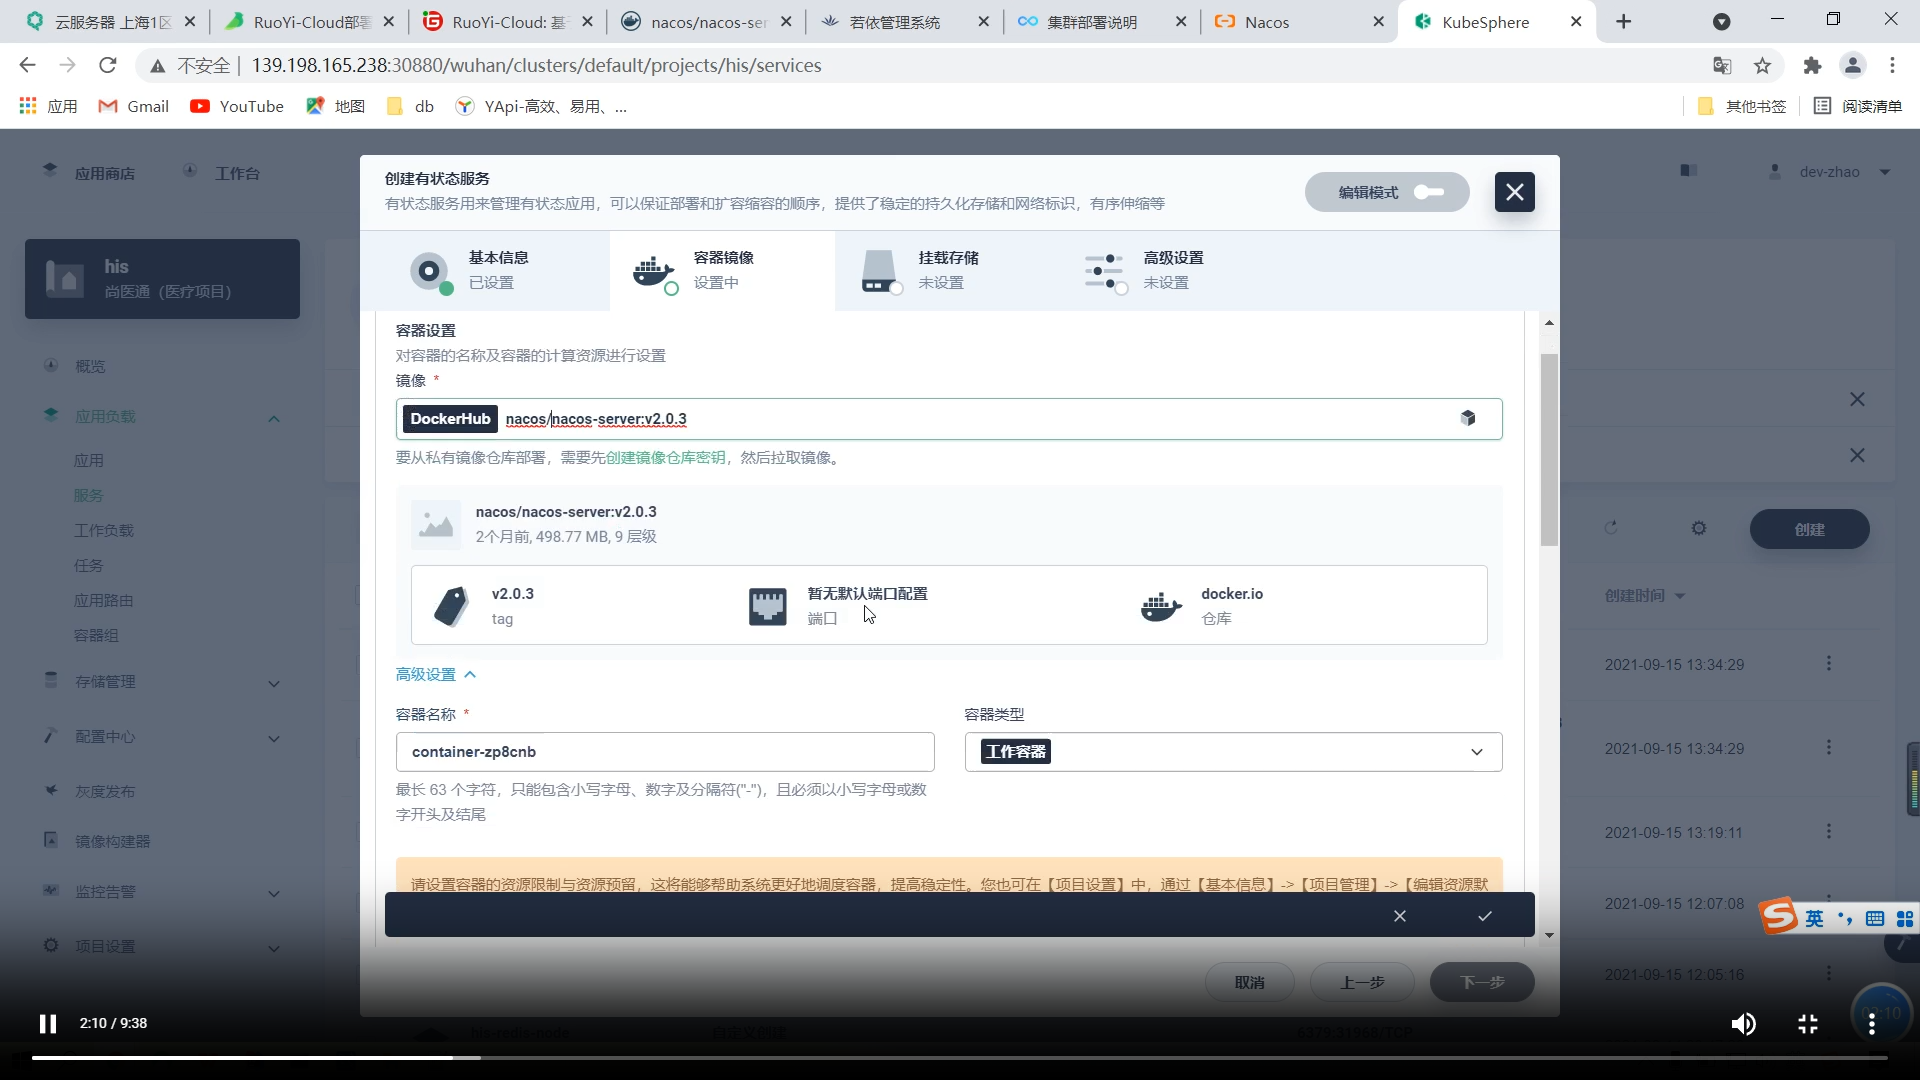 云服务器 上海1区
RuoYi-Cloud部署
RuoYi-Cloud: 基于
nacos/nacos-ser
若依管理系统
集群部署说明
Nacos
KubeSphere
不安全
139.198.165.238:30880/wuhan/clusters/default/projects/his/services
应用
Gmail
YouTube
地图
db
YApi-高效、易用、...
其他书签
阅读清单
应用商店
工作台
dev-zhao
his
尚医通（医疗项目）
概览
应用负载
应用
服务
工作负载
任务
应用路由
容器组
存储管理
配置中心
灰度发布
镜像构建器
监控告警
项目设置
创建有状态服务
有状态服务用来管理有状态应用，可以保证部署和扩容缩容的顺序，提供了稳定的持久化存储和网络标识，有序伸缩等
编辑模式
基本信息
已设置
容器镜像
设置中
挂载存储
未设置
高级设置
未设置
容器设置
对容器的名称及容器的计算资源进行设置
镜像 *
DockerHub nacos/nacos-server:v2.0.3
要从私有镜像仓库部署，需要先创建镜像仓库密钥，然后拉取镜像。
nacos/nacos-server:v2.0.3
2个月前, 498.77 MB, 9 层级
v2.0.3
tag
暂无默认端口配置
端口
docker.io
仓库
高级设置
容器名称 *
container-zp8cnb
最长 63 个字符，只能包含小写字母、数字及分隔符("-")，且必须以小写字母或数
字开头及结尾
容器类型
工作容器
请设置容器的资源限制与资源预留，这将能够帮助系统更好地调度容器，提高稳定性。您也可在【项目设置】中，通过【基本信息】->【项目管理】->【编辑资源默
取消
上一步
下一步
创建
创建时间
2021-09-15 13:34:29
2021-09-15 13:34:29
2021-09-15 13:19:11
2021-09-15 12:07:08
2021-09-15 12:05:16
英
his-redis-node
自定义创建
6379:31968/TCP
2:10 / 9:38
02:10